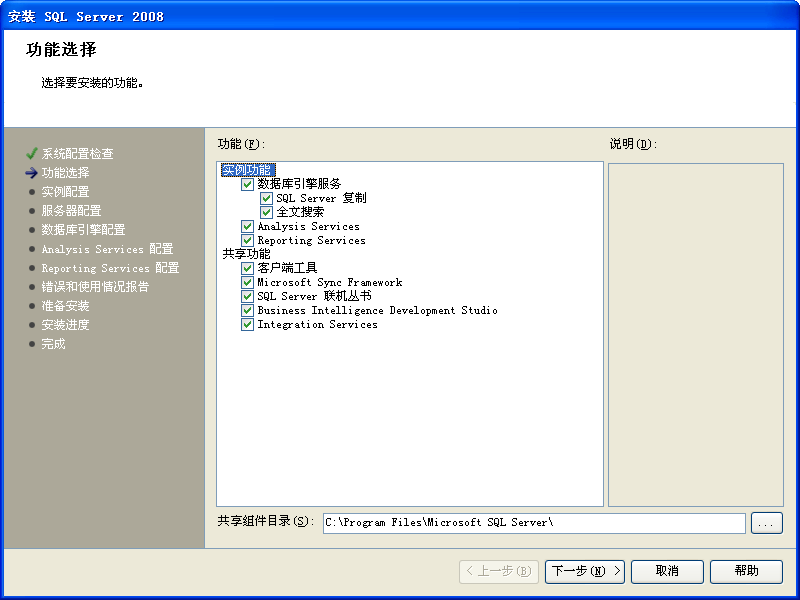 安装 SQL Server 2008
功能选择
选择要安装的功能。
系统配置检查
功能选择
实例配置
服务器配置
数据库引擎配置
Analysis Services 配置
Reporting Services 配置
错误和使用情况报告
准备安装
安装进度
完成
功能(F):
实例功能
数据库引擎服务
SQL Server 复制
全文搜索
Analysis Services
Reporting Services
共享功能
客户端工具
Microsoft Sync Framework
SQL Server 联机丛书
Business Intelligence Development Studio
Integration Services
说明(D):
共享组件目录(S): C:\Program Files\Microsoft SQL Server\ ...
< 上一步(B) 下一步(N) > 取消 帮助